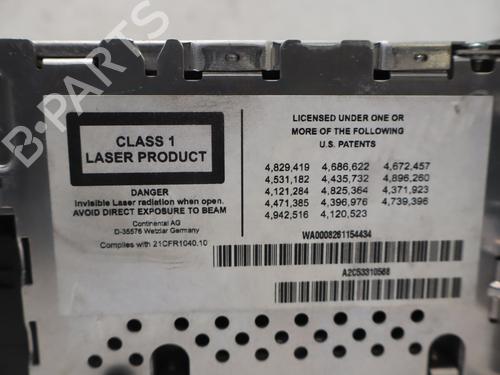 B-PARTS
CLASS 1
LASER PRODUCT
DANGER
Invisible Laser radiation when open.
AVOID DIRECT EXPOSURE TO BEAM
Continental AG
D-35576 Wetzlar Germany
Complies with 21CFR1040.10
LICENSED UNDER ONE OR
MORE OF THE FOLLOWING
U.S. PATENTS
4,829,419 4,686,622 4,672,457
4,531,182 4,435,732 4,896,260
4,121,284 4,825,364 4,371,923
4,471,385 4,396,976 4,739,396
4,942,516 4,120,523
WA0008261154434
A2C53310568